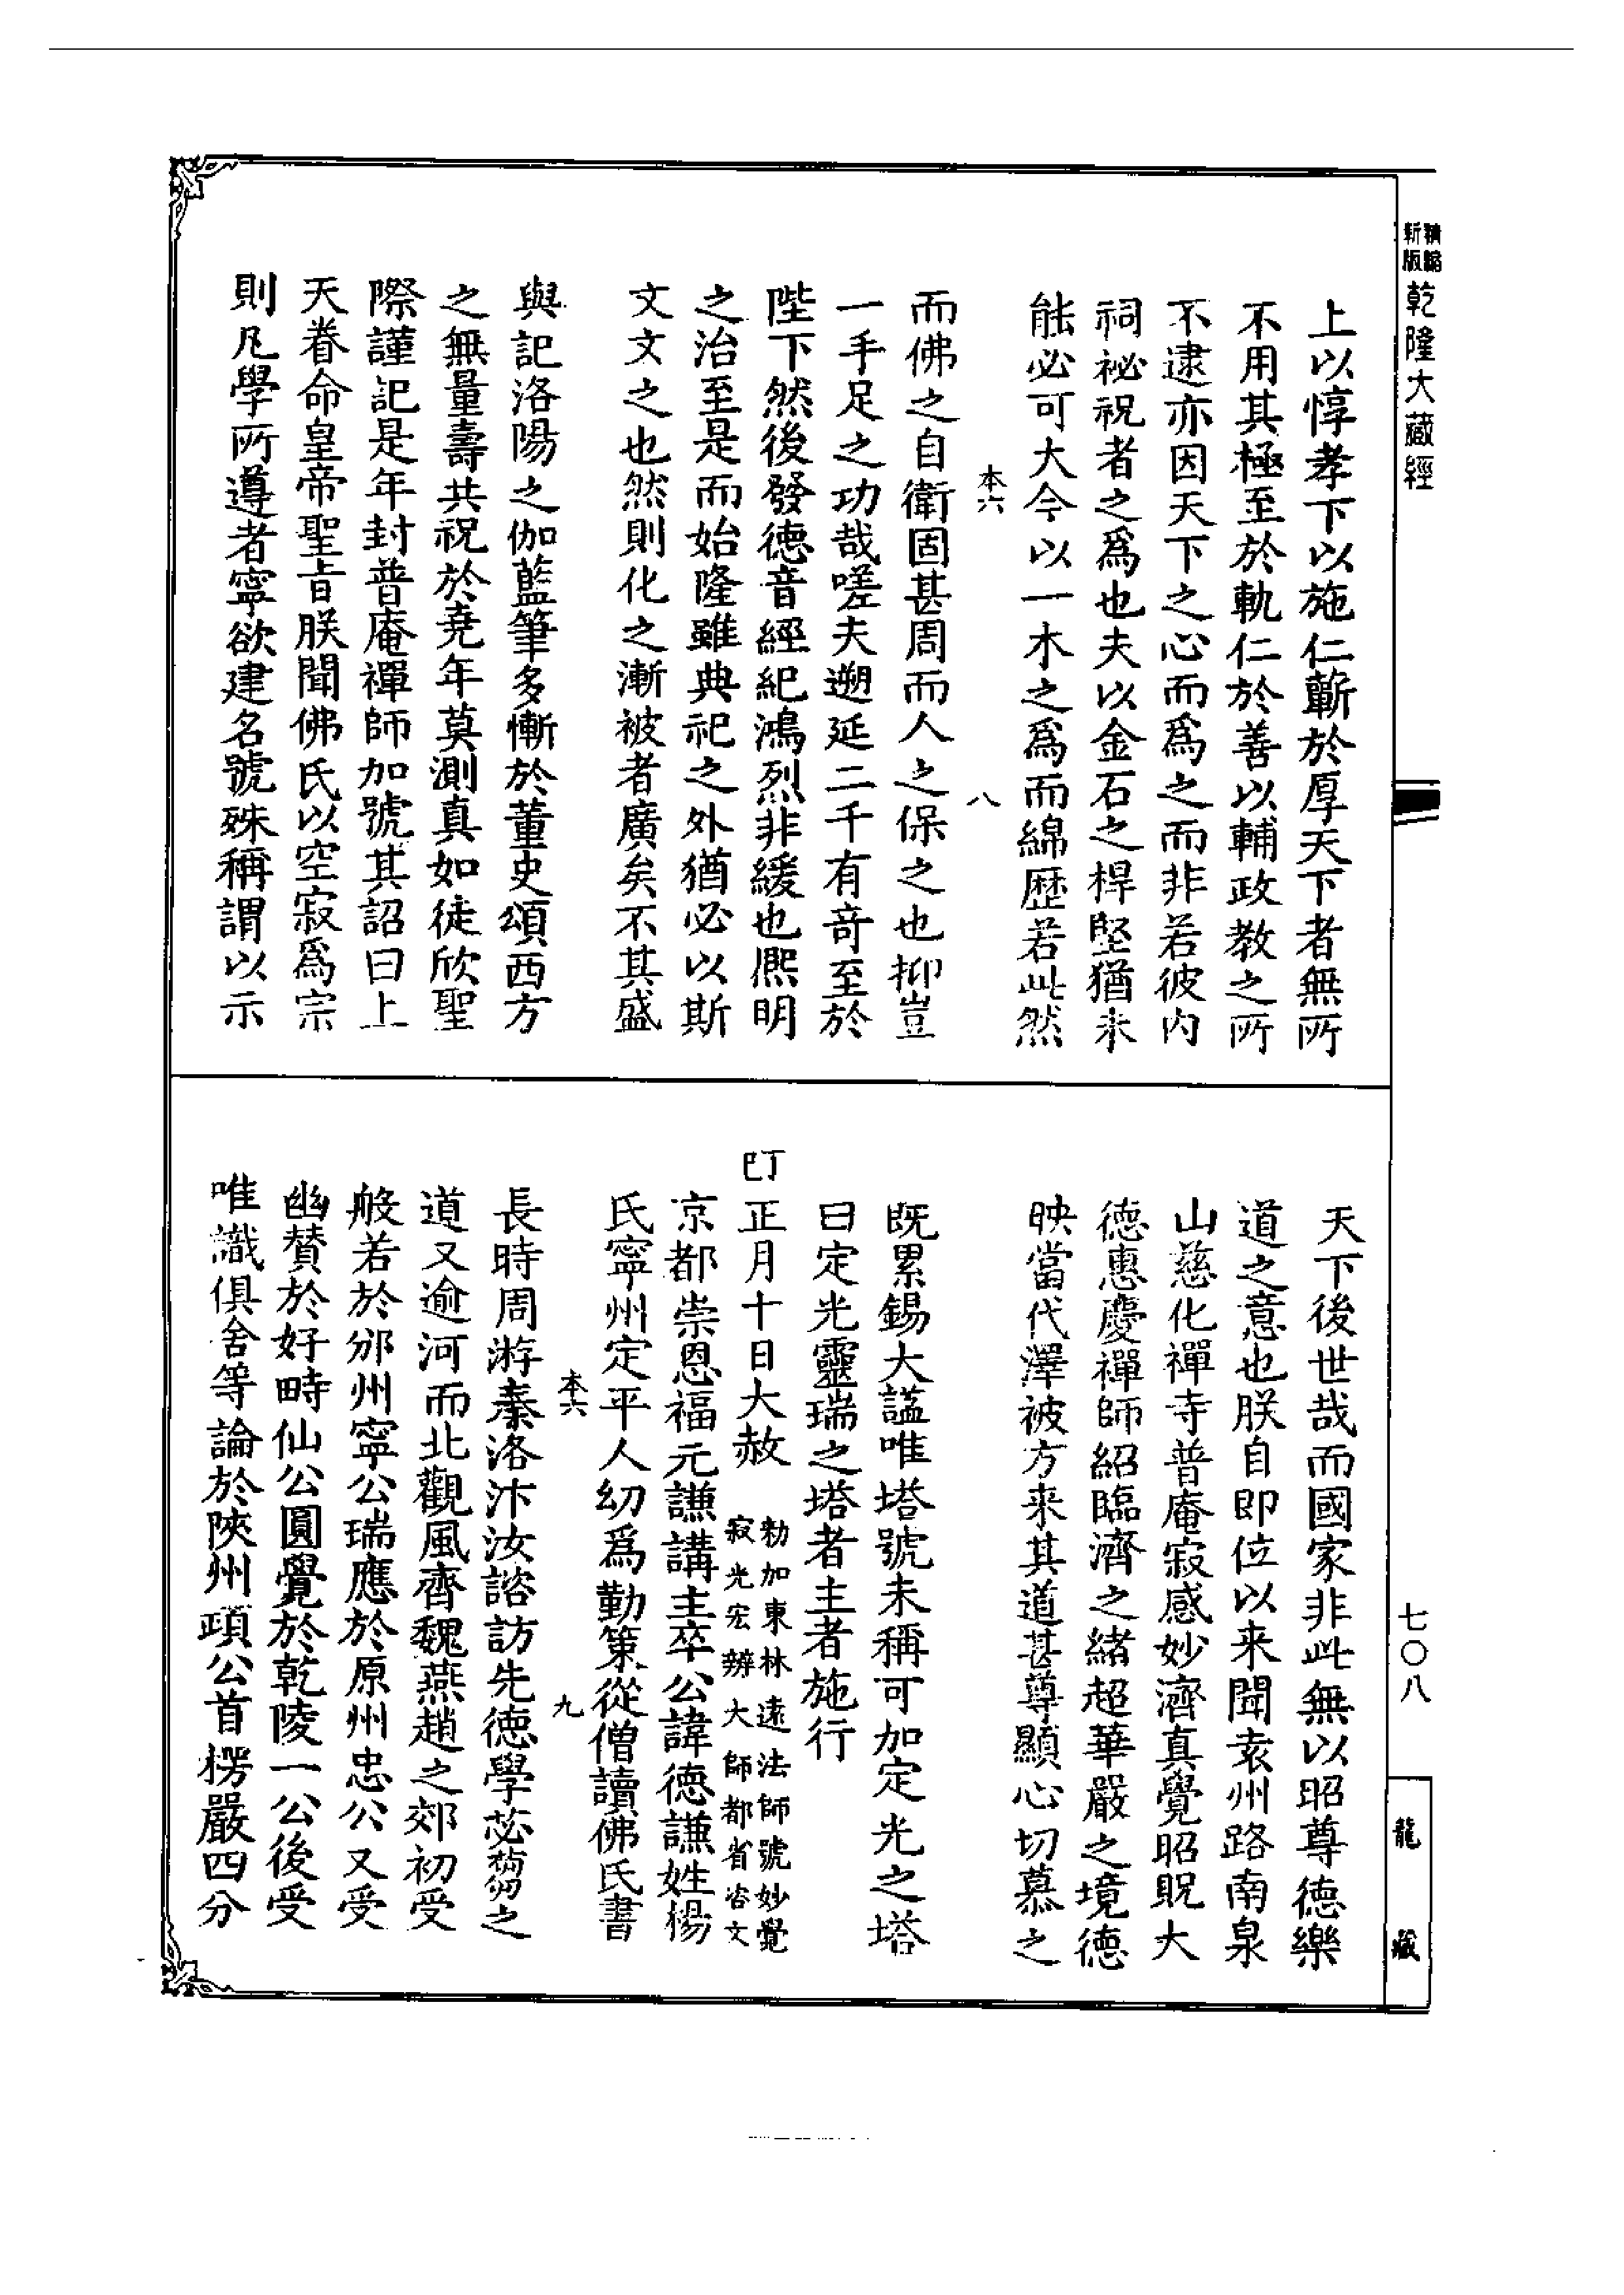 精縮
新版
乾隆大藏經
上以惇孝下以施仁蘄於厚天下者無所
不用其極至於軌仁於善以輔政教之所
不逮亦因天下之心而爲之而非若彼内
祠祕祝者之爲也夫以金石之桿堅猶未
能必可大今以一木之爲而綿歷若此然
本六
八
而佛之自衛固甚周而人之保之也抑豈
一手足之功哉嗟夫遡延二千有竒至於
陛下然後發德音經紀鴻烈非緩也熈明
之治至是而始隆雖典祀之外猶必以斯
文文之也然則化之漸被者廣矣不其盛
與記洛陽之伽藍筆多慚於董史頌西方
之無量壽共祝於堯年莫測真如徒欣聖
際謹記是年封普庵禪師加號其詔曰上
天眷命皇帝聖旨朕聞佛氏以空寂爲宗
則凡學所遵者寧欲建名號殊稱謂以示
天下後世哉而國家非此無以昭尊德樂
道之意也朕自即位以来聞袁州路南泉
山慈化禪寺普庵寂感妙濟真覺昭貺大
德惠慶禪師紹臨濟之緒超華嚴之境德
映當代澤被方来其道甚尊顯心切慕之
既累錫大謚唯塔號未稱可加定光之塔
曰定光靈瑞之塔者主者施行
丁巳
正月十日大赦
勑加東林遠法師號妙覺
寂光宏辨大師都省咨文
京都崇恩福元謙講主卒公諱德謙姓楊
氏寧州定平人幼爲勤策從僧讀佛氏書
本六
九
長時周游秦洛汴汝諮訪先德學苾蒭之
道又逾河而北觀風齊魏燕趙之郊初受
般若於邠州寧公瑞應於原州忠公又受
幽贊於好畤仙公圓覺於乾陵一公後受
唯識俱舍等論於陝州頙公首楞嚴四分
七〇八
龍藏